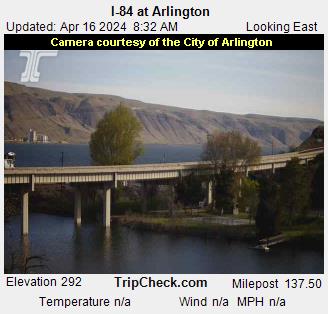 I-84 at Arlington
Updated: Apr 16 2024 8:32 AM Looking East
Camera courtesy of the City of Arlington
Elevation 292 TripCheck.com Milepost 137.50
Temperature n/a Wind n/a MPH n/a